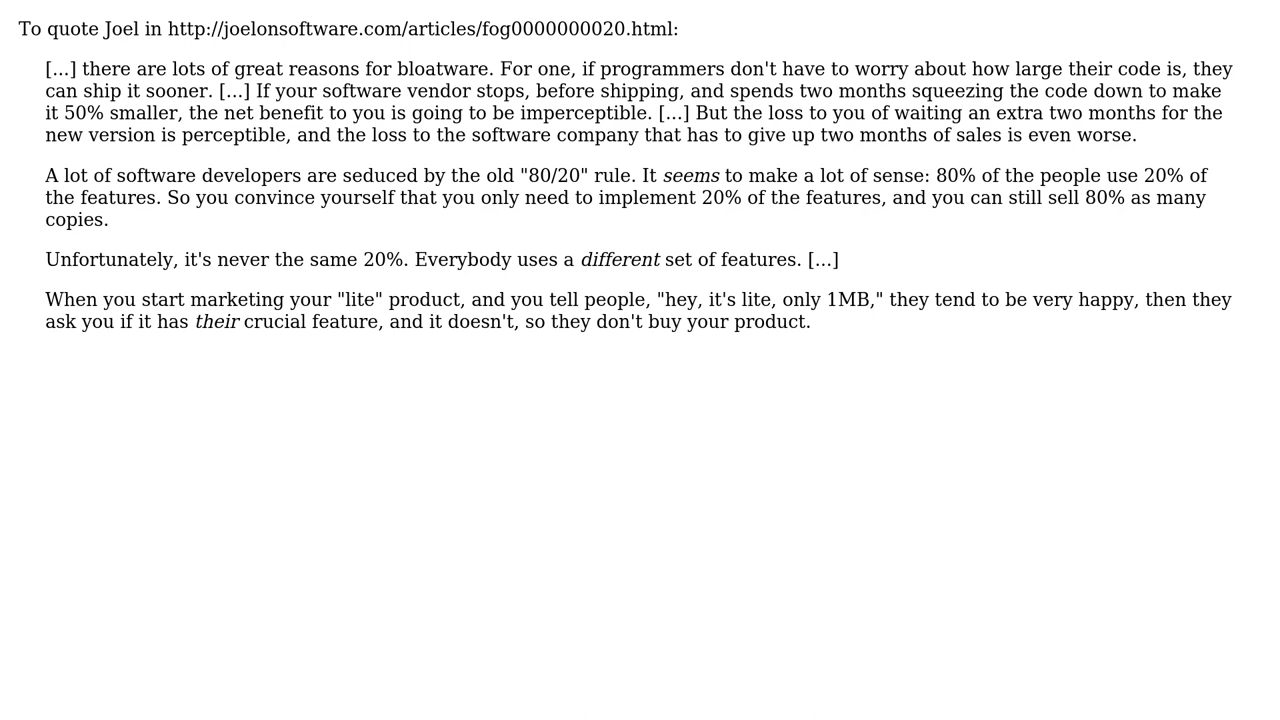 To quote Joel in http://joelonsoftware.com/articles/fog0000000020.html:
[...] there are lots of great reasons for bloatware. For one, if programmers don't have to worry about how large their code is, they
can ship it sooner. [...] If your software vendor stops, before shipping, and spends two months squeezing the code down to make
it 50% smaller, the net benefit to you is going to be imperceptible. [...] But the loss to you of waiting an extra two months for the
new version is perceptible, and the loss to the software company that has to give up two months of sales is even worse.
A lot of software developers are seduced by the old "80/20" rule. It seems to make a lot of sense: 80% of the people use 20% of
the features. So you convince yourself that you only need to implement 20% of the features, and you can still sell 80% as many
copies.
Unfortunately, it's never the same 20%. Everybody uses a different set of features. [...]
When you start marketing your "lite" product, and you tell people, "hey, it's lite, only 1MB," they tend to be very happy, then they
ask you if it has their crucial feature, and it doesn't, so they don't buy your product.